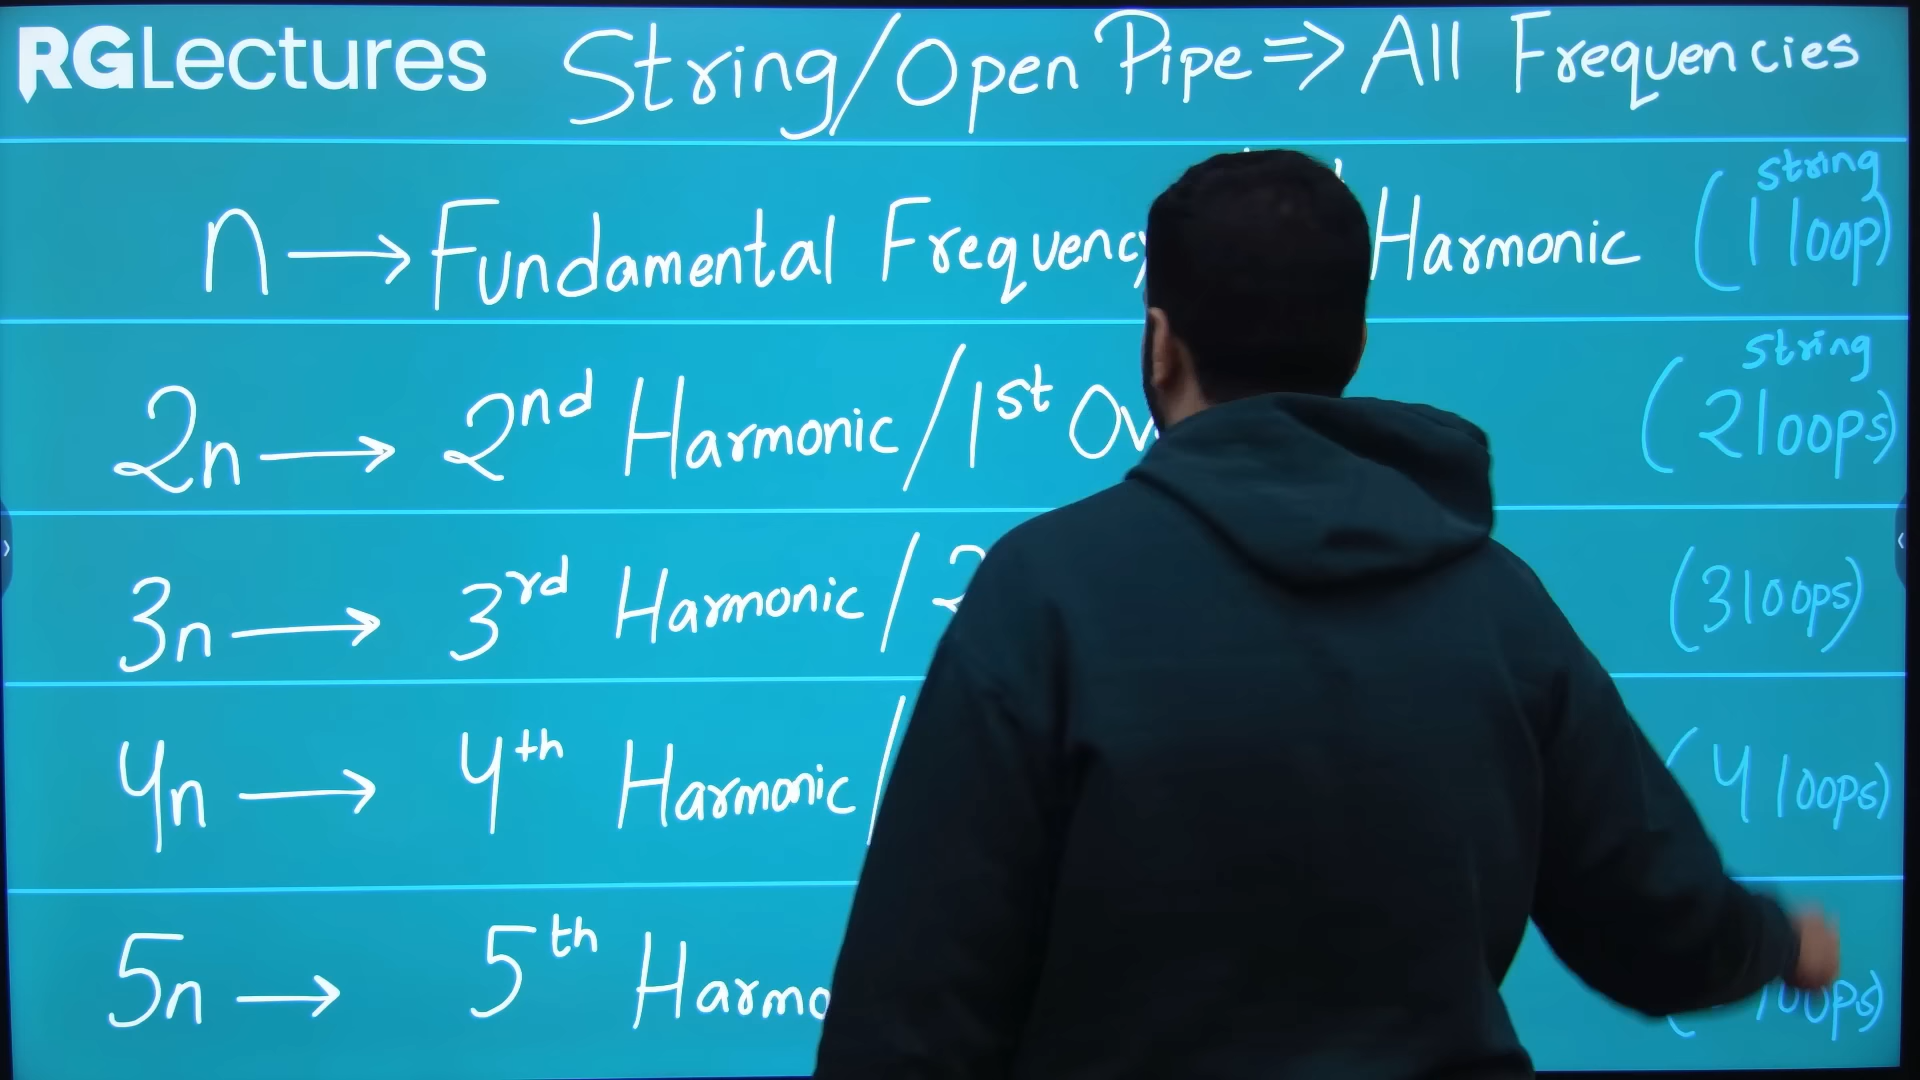 RGLectures String/Open Pipe => All Frequencies
n → Fundamental Frequency Harmonic (string 1 loop)
2n → 2nd Harmonic / 1st (string 2 loops)
3n → 3rd Harmonic / (3 loops)
4n → 4th Harmonic / (4 loops)
5n → 5th loops)